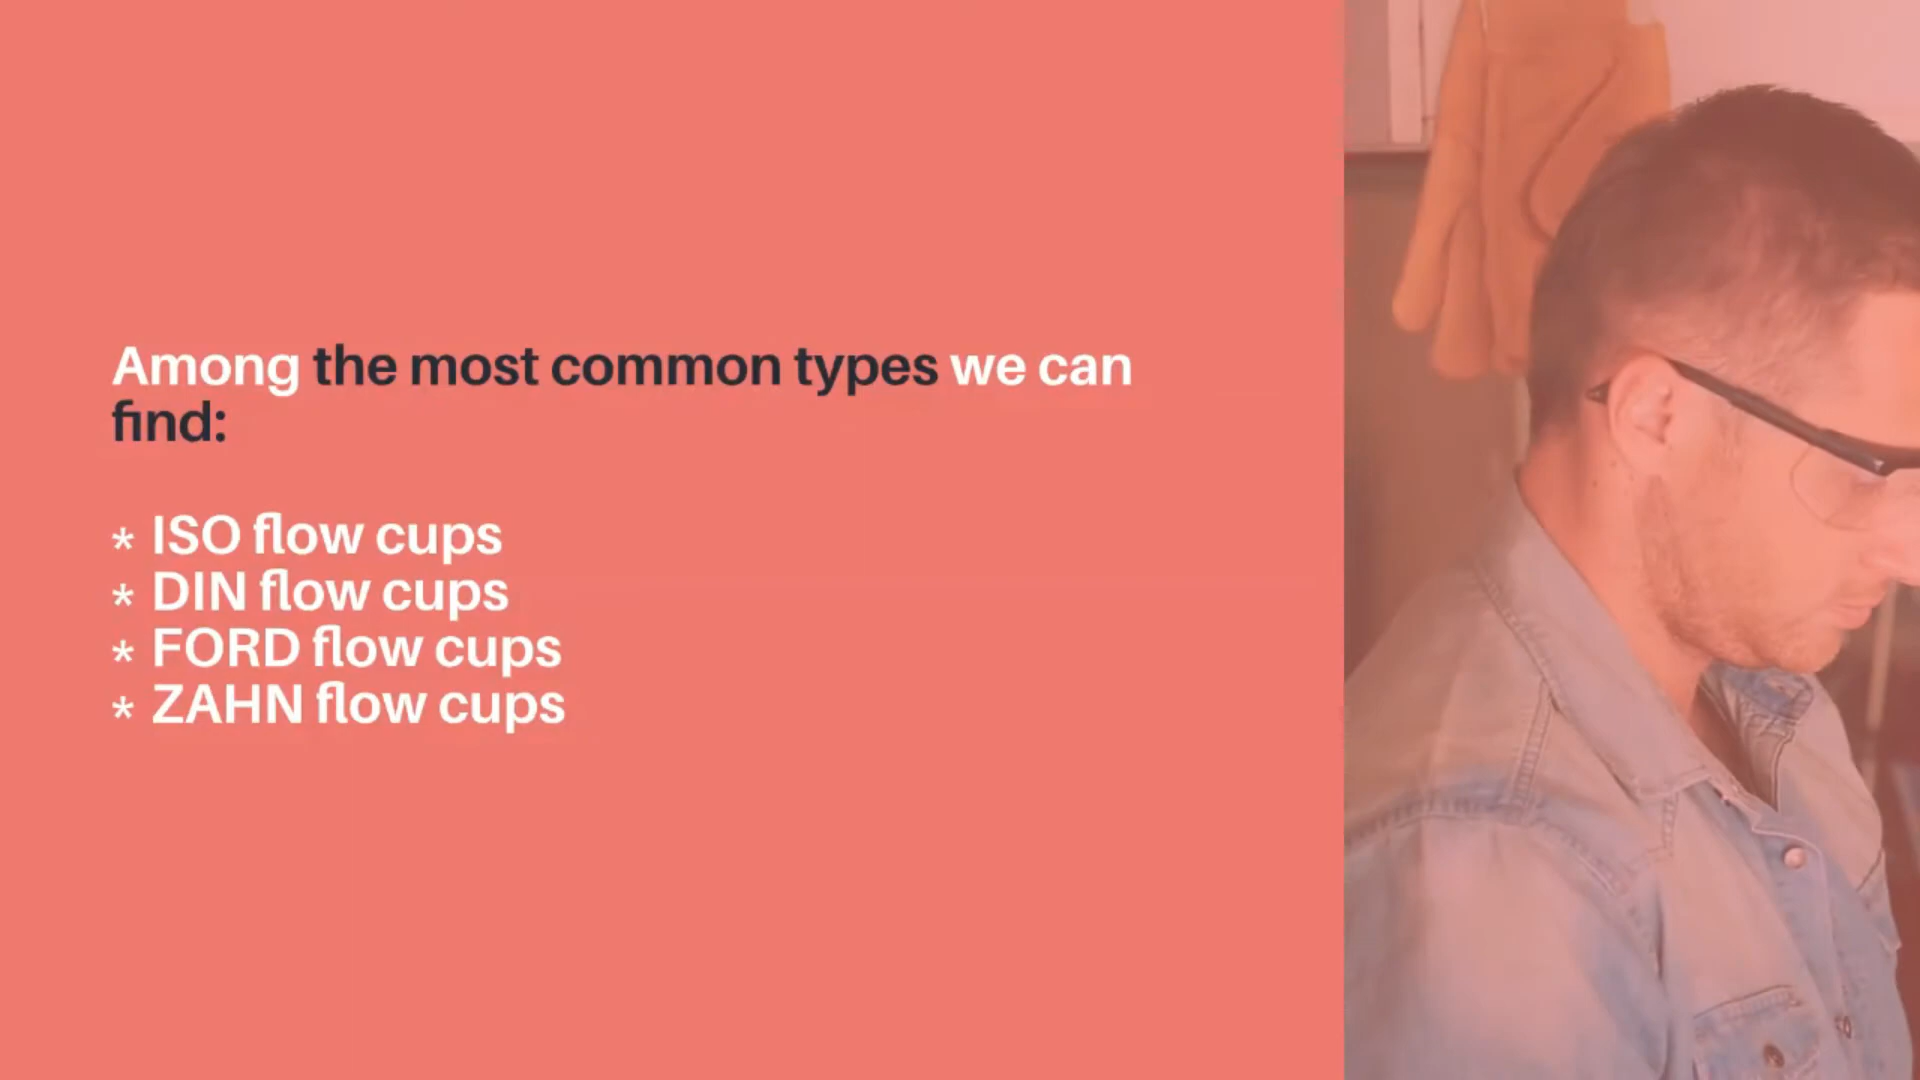 Among the most common types we can
find:
* ISO flow cups
* DIN flow cups
* FORD flow cups
* ZAHN flow cups